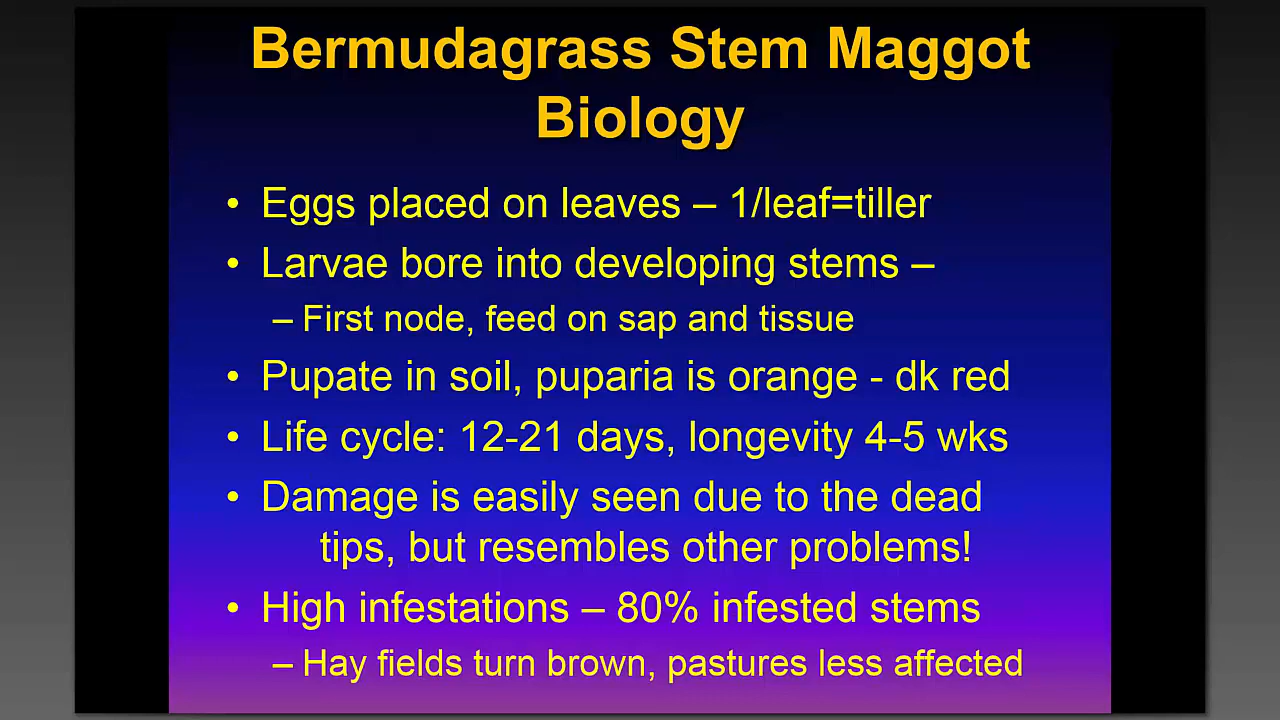 Bermudagrass Stem Maggot
Biology
• Eggs placed on leaves – 1/leaf=tiller
• Larvae bore into developing stems –
– First node, feed on sap and tissue
• Pupate in soil, puparia is orange - dk red
• Life cycle: 12-21 days, longevity 4-5 wks
• Damage is easily seen due to the dead
tips, but resembles other problems!
• High infestations – 80% infested stems
– Hay fields turn brown, pastures less affected